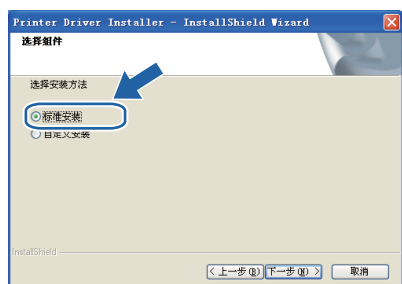 Printer Driver Installer - InstallShield Wizard
选择组件
选择安装方法
标准安装
自定义安装
InstallShield
< 上一步(B) 下一步(N) > 取消